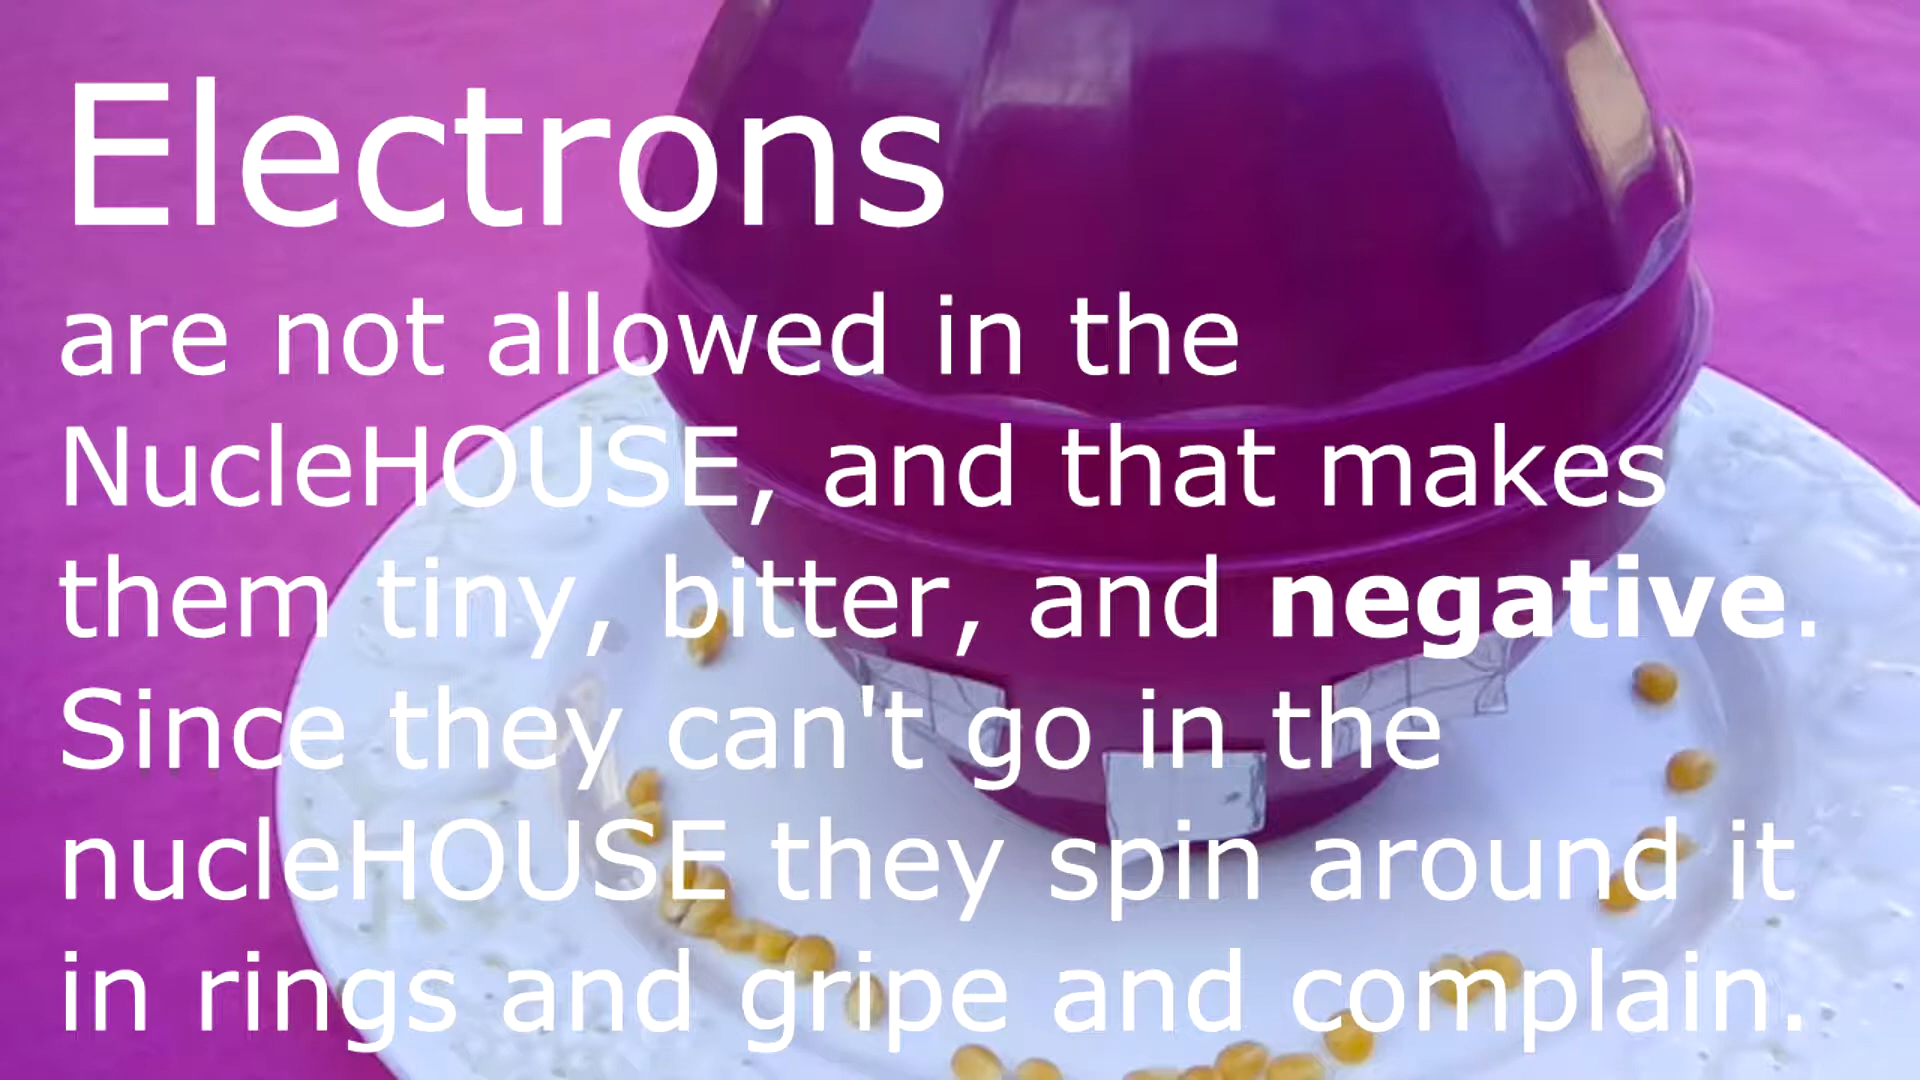 Electrons
are not allowed in the
NucleHOUSE, and that makes
them tiny, bitter, and negative.
Since they can't go in the
nucleHOUSE they spin around it
in rings and gripe and complain.